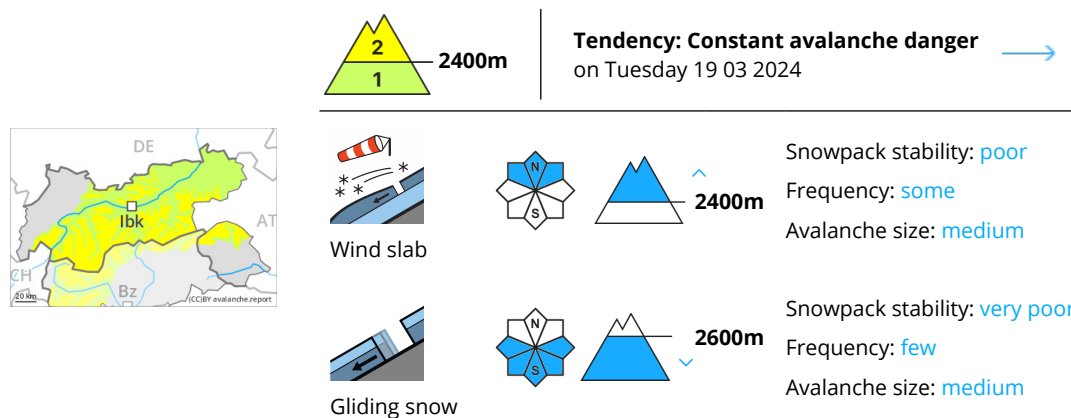 2
1
2400m
Tendency: Constant avalanche danger
on Tuesday 19 03 2024
DE
Ibk
AT
CH
Bz
20 km
(CC)BY avalanche.report
Wind slab
N
S
2400m
Snowpack stability: poor
Frequency: some
Avalanche size: medium
Gliding snow
N
S
2600m
Snowpack stability: very poor
Frequency: few
Avalanche size: medium